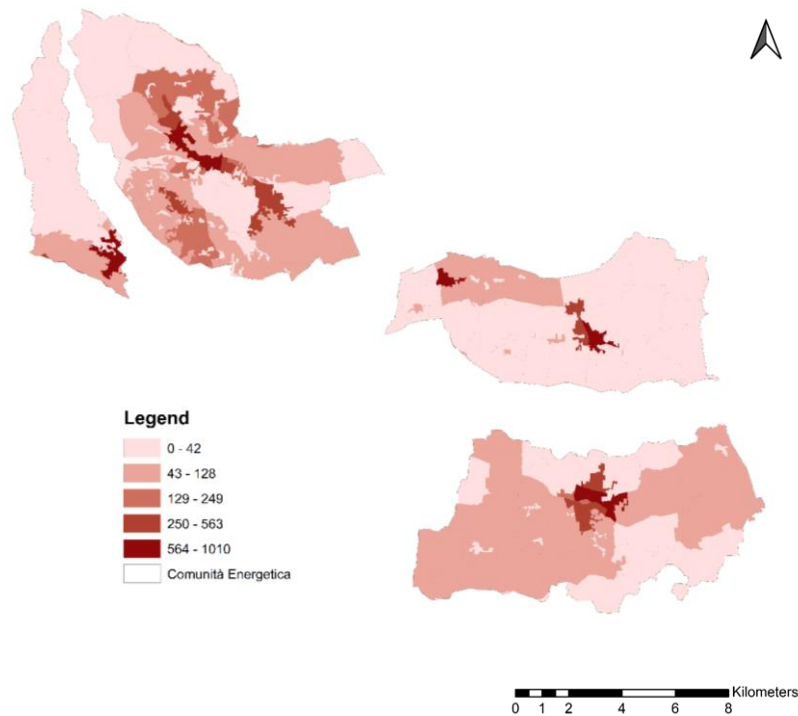 Legend
0 - 42
43 - 128
129 - 249
250 - 563
564 - 1010
Comunità Energetica
Kilometers
0 1 2 4 6 8